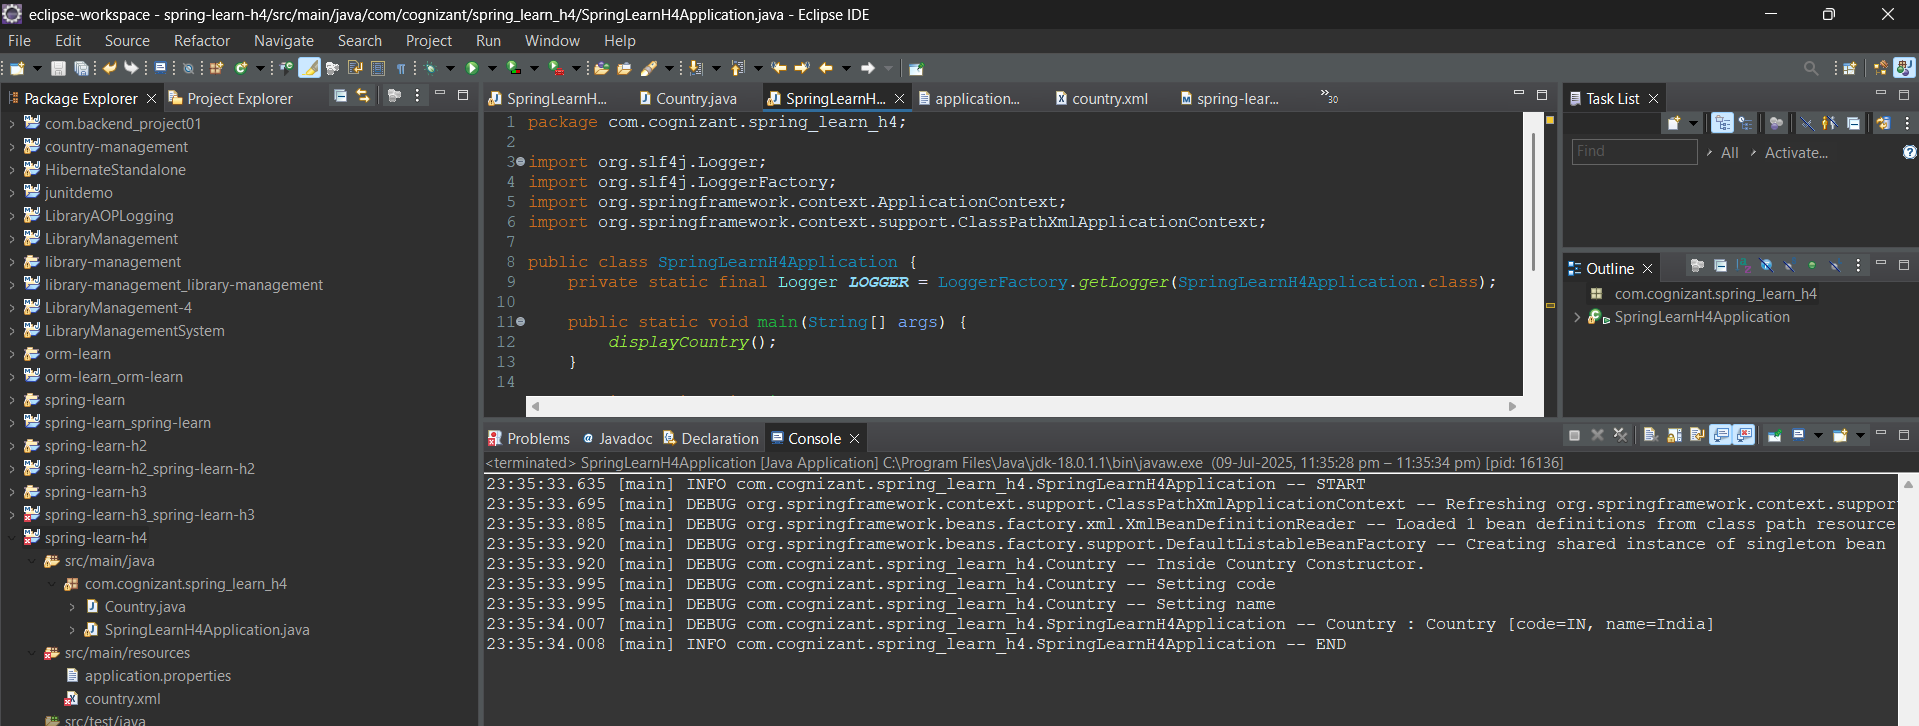 eclipse-workspace - spring-learn-h4/src/main/java/com/cognizant/spring_learn_h4/SpringLearnH4Application.java - Eclipse IDE
File Edit Source Refactor Navigate Search Project Run Window Help
Package Explorer Project Explorer
com.backend_project01
country-management
HibernateStandalone
junitdemo
LibraryAOPLogging
LibraryManagement
library-management
library-management_library-management
LibraryManagement-4
LibraryManagementSystem
orm-learn
orm-learn_orm-learn
spring-learn
spring-learn_spring-learn
spring-learn-h2
spring-learn-h2_spring-learn-h2
spring-learn-h3
spring-learn-h3_spring-learn-h3
spring-learn-h4
src/main/java
com.cognizant.spring_learn_h4
Country.java
SpringLearnH4Application.java
src/main/resources
application.properties
country.xml
src/test/java
SpringLearnH... Country.java SpringLearnH... application... country.xml spring-lear... »30
1 package com.cognizant.spring_learn_h4;
2
3 import org.slf4j.Logger;
4 import org.slf4j.LoggerFactory;
5 import org.springframework.context.ApplicationContext;
6 import org.springframework.context.support.ClassPathXmlApplicationContext;
7
8 public class SpringLearnH4Application {
9 private static final Logger LOGGER = LoggerFactory.getLogger(SpringLearnH4Application.class);
10
11 public static void main(String[] args) {
12 displayCountry();
13 }
14
Problems Javadoc Declaration Console
<terminated> SpringLearnH4Application [Java Application] C:\Program Files\Java\jdk-18.0.1.1\bin\javaw.exe (09-Jul-2025, 11:35:28 pm – 11:35:34 pm) [pid: 16136]
23:35:33.635 [main] INFO com.cognizant.spring_learn_h4.SpringLearnH4Application -- START
23:35:33.695 [main] DEBUG org.springframework.context.support.ClassPathXmlApplicationContext -- Refreshing org.springframework.context.suppor
23:35:33.885 [main] DEBUG org.springframework.beans.factory.xml.XmlBeanDefinitionReader -- Loaded 1 bean definitions from class path resource
23:35:33.920 [main] DEBUG org.springframework.beans.factory.support.DefaultListableBeanFactory -- Creating shared instance of singleton bean
23:35:33.920 [main] DEBUG com.cognizant.spring_learn_h4.Country -- Inside Country Constructor.
23:35:33.995 [main] DEBUG com.cognizant.spring_learn_h4.Country -- Setting code
23:35:33.995 [main] DEBUG com.cognizant.spring_learn_h4.Country -- Setting name
23:35:34.007 [main] DEBUG com.cognizant.spring_learn_h4.SpringLearnH4Application -- Country : Country [code=IN, name=India]
23:35:34.008 [main] INFO com.cognizant.spring_learn_h4.SpringLearnH4Application -- END
Task List
Find All Activate...
Outline
com.cognizant.spring_learn_h4
SpringLearnH4Application